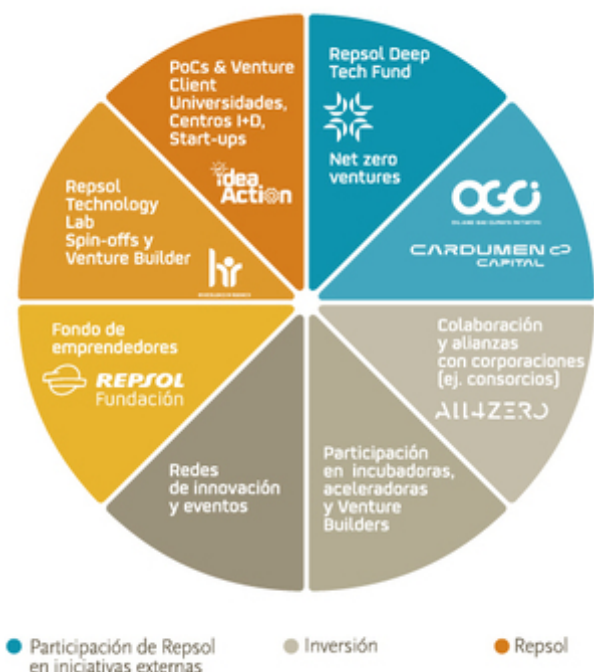 PoCs & Venture
Client
Universidades,
Centros I+D,
Start-ups
idea
Action
Repsol Deep
Tech Fund
Net zero
ventures
OGCi
CARDUMEN
CAPITAL
Colaboración
y alianzas
con corporaciones
(ej. consorcios)
All4ZERO
Participación
en incubadoras,
aceleradoras
y Venture
Builders
Redes
de innovación
y eventos
Fondo de
emprendedores
REPSOL
Fundación
Repsol
Technology
Lab
Spin-offs y
Venture Builder
hr
Participación de Repsol
en iniciativas externas
Inversión
Repsol